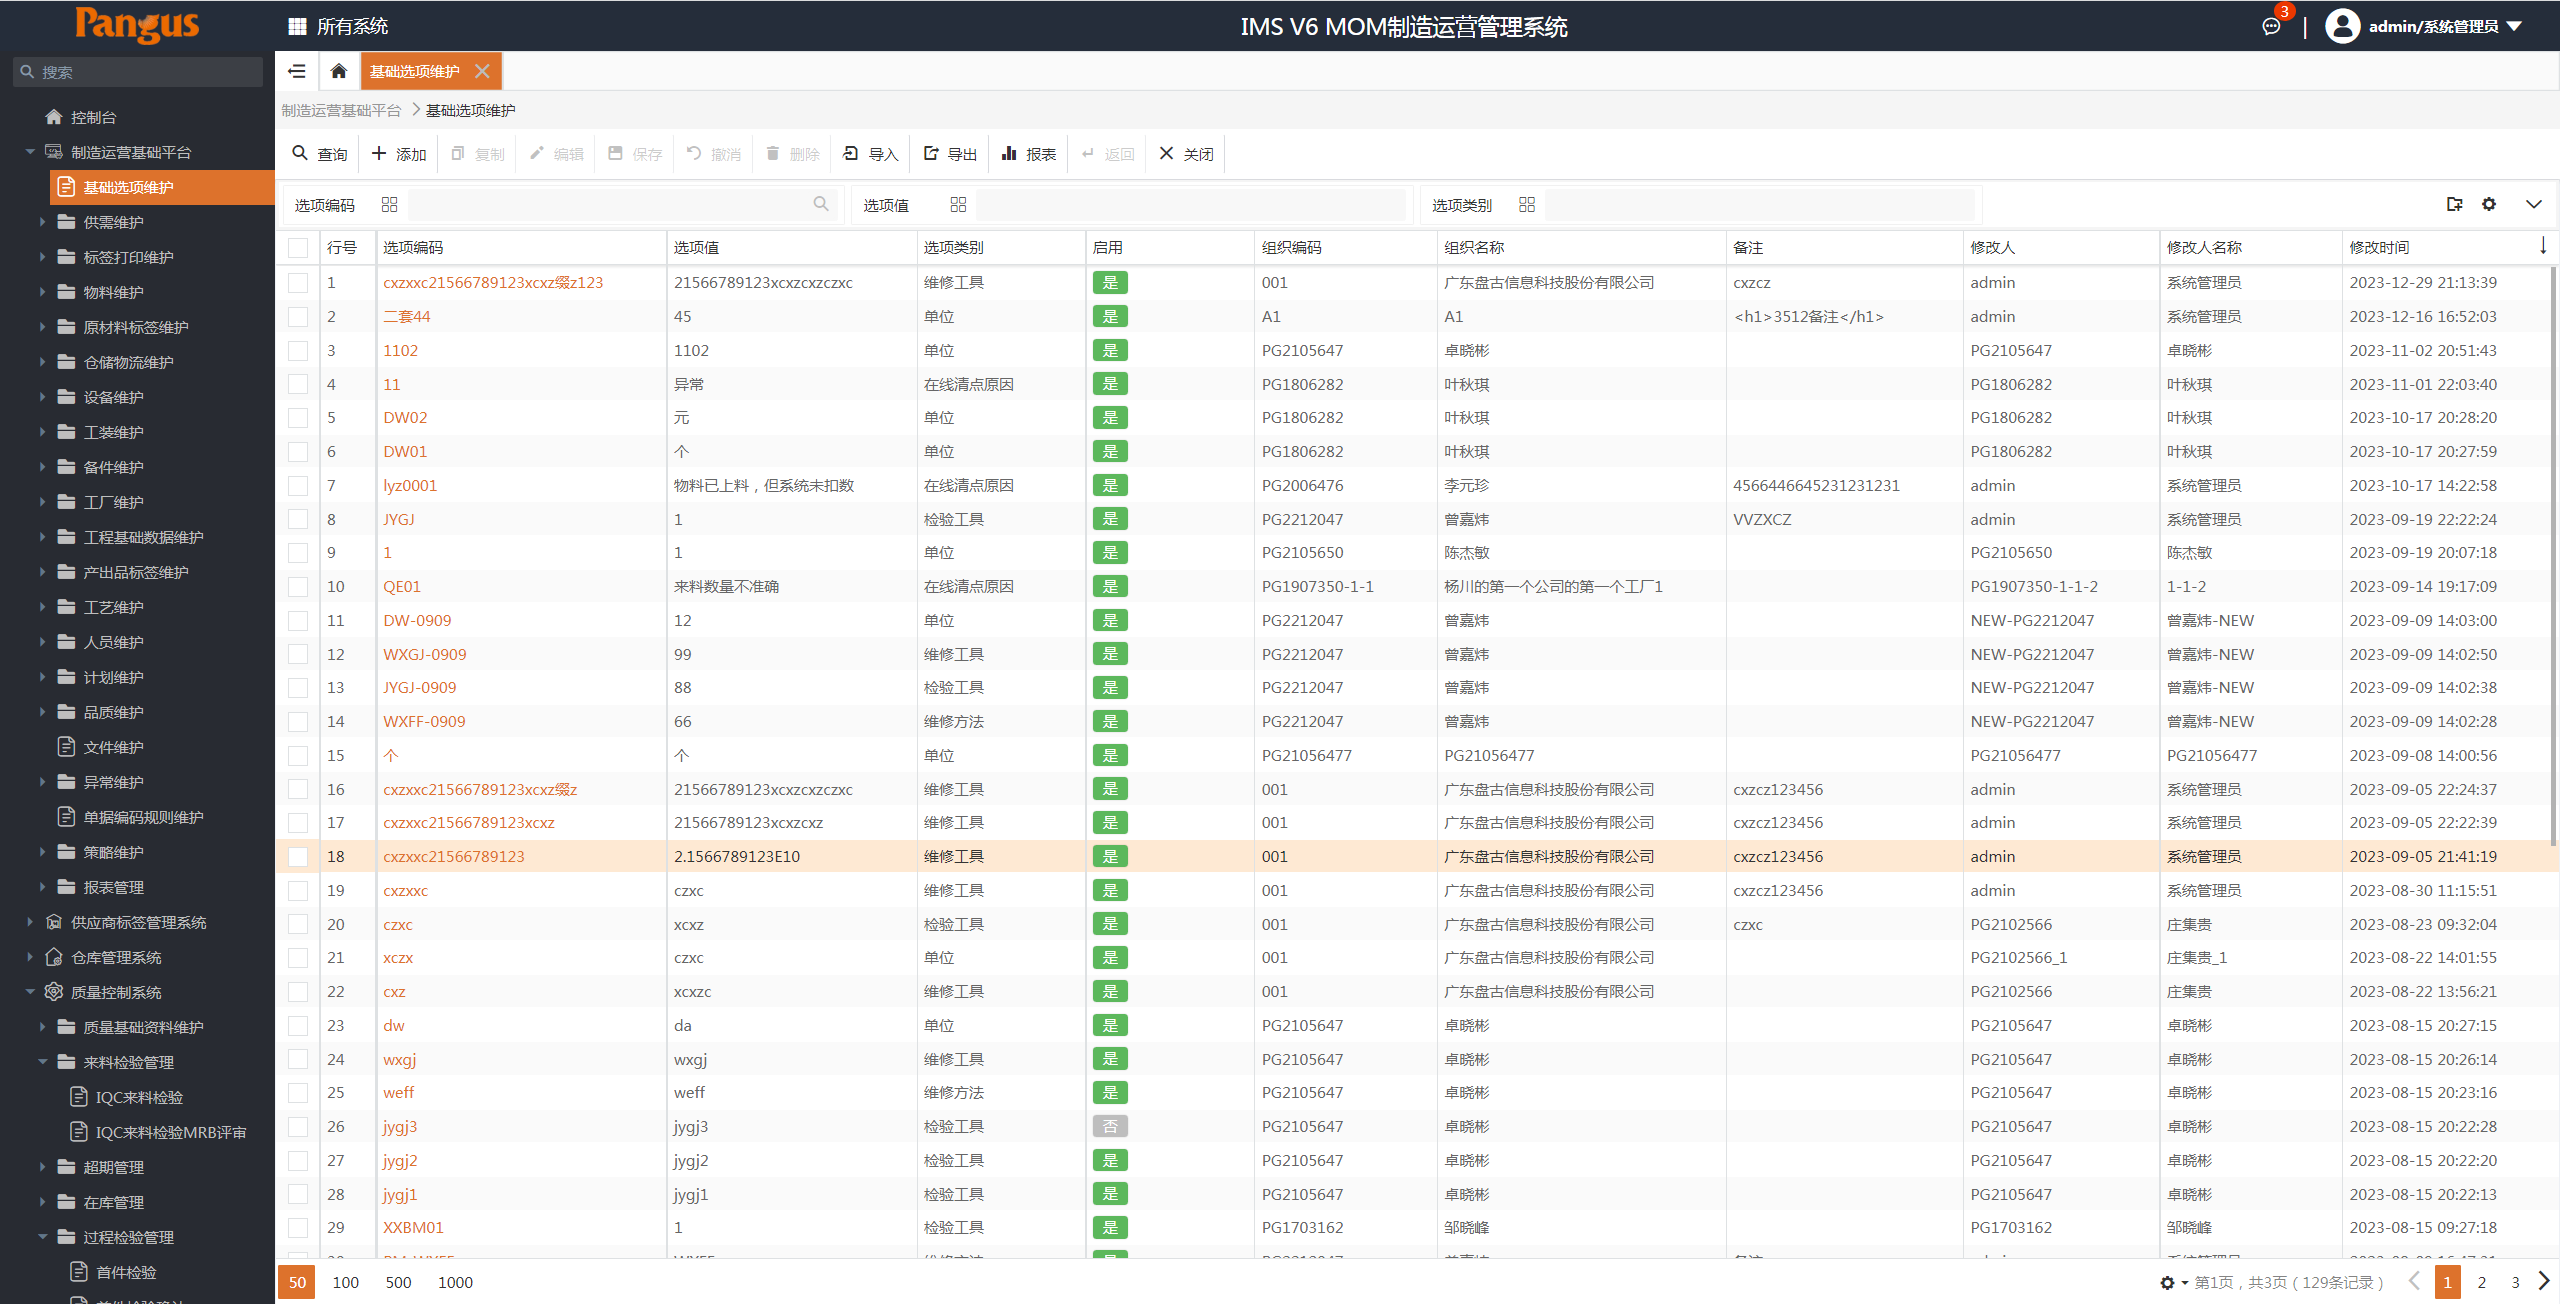 Pangus
所有系统
IMS V6 MOM制造运营管理系统
3
admin/系统管理员
搜索
基础选项维护
制造运营基础平台
基础选项维护
控制台
制造运营基础平台
基础选项维护
供需维护
标签打印维护
物料维护
原材料标签维护
仓储物流维护
设备维护
工装维护
备件维护
工厂维护
工程基础数据维护
产出品标签维护
工艺维护
人员维护
计划维护
品质维护
文件维护
异常维护
单据编码规则维护
策略维护
报表管理
供应商标签管理系统
仓库管理系统
质量控制系统
质量基础资料维护
来料检验管理
IQC来料检验
IQC来料检验MRB评审
超期管理
在库管理
过程检验管理
首件检验
查询 添加 复制 编辑 保存 撤消 删除 导入 导出 报表 返回 关闭
选项编码 选项值 选项类别
行号 选项编码 选项值 选项类别 启用 组织编码 组织名称 备注 修改人 修改人名称 修改时间
1 cxzxxc21566789123xcxz缀z123 21566789123xcxzcxzczxc 维修工具 是 001 广东盘古信息科技股份有限公司 cxzcz admin 系统管理员 2023-12-29 21:13:39
2 二套44 45 单位 是 A1 A1 <h1>3512备注</h1> admin 系统管理员 2023-12-16 16:52:03
3 1102 1102 单位 是 PG2105647 卓晓彬 PG2105647 卓晓彬 2023-11-02 20:51:43
4 11 异常 在线清点原因 是 PG1806282 叶秋琪 PG1806282 叶秋琪 2023-11-01 22:03:40
5 DW02 元 单位 是 PG1806282 叶秋琪 PG1806282 叶秋琪 2023-10-17 20:28:20
6 DW01 个 单位 是 PG1806282 叶秋琪 PG1806282 叶秋琪 2023-10-17 20:27:59
7 lyz0001 物料已上料，但系统未扣数 在线清点原因 是 PG2006476 李元珍 4566446645231231231 admin 系统管理员 2023-10-17 14:22:58
8 JYGJ 1 检验工具 是 PG2212047 曾嘉炜 VVZXCZ admin 系统管理员 2023-09-19 22:22:24
9 1 1 单位 是 PG2105650 陈杰敏 PG2105650 陈杰敏 2023-09-19 20:07:18
10 QE01 来料数量不准确 在线清点原因 是 PG1907350-1-1 杨川的第一个公司的第一个工厂1 PG1907350-1-1-2 1-1-2 2023-09-14 19:17:09
11 DW-0909 12 单位 是 PG2212047 曾嘉炜 NEW-PG2212047 曾嘉炜-NEW 2023-09-09 14:03:00
12 WXGJ-0909 99 维修工具 是 PG2212047 曾嘉炜 NEW-PG2212047 曾嘉炜-NEW 2023-09-09 14:02:50
13 JYGJ-0909 88 检验工具 是 PG2212047 曾嘉炜 NEW-PG2212047 曾嘉炜-NEW 2023-09-09 14:02:38
14 WXFF-0909 66 维修方法 是 PG2212047 曾嘉炜 NEW-PG2212047 曾嘉炜-NEW 2023-09-09 14:02:28
15 个 个 单位 是 PG21056477 PG21056477 PG21056477 PG21056477 2023-09-08 14:00:56
16 cxzxxc21566789123xcxz缀z 21566789123xcxzcxzczxc 维修工具 是 001 广东盘古信息科技股份有限公司 cxzcz123456 admin 系统管理员 2023-09-05 22:24:37
17 cxzxxc21566789123xcxz 21566789123xcxzcxz 维修工具 是 001 广东盘古信息科技股份有限公司 cxzcz123456 admin 系统管理员 2023-09-05 22:22:39
18 cxzxxc21566789123 2.1566789123E10 维修工具 是 001 广东盘古信息科技股份有限公司 cxzcz123456 admin 系统管理员 2023-09-05 21:41:19
19 cxzxxc czxc 维修工具 是 001 广东盘古信息科技股份有限公司 cxzcz123456 admin 系统管理员 2023-08-30 11:15:51
20 czxc xcxz 检验工具 是 001 广东盘古信息科技股份有限公司 czxc PG2102566 庄集贵 2023-08-23 09:32:04
21 xczx czxc 单位 是 001 广东盘古信息科技股份有限公司 PG2102566_1 庄集贵_1 2023-08-22 14:01:55
22 cxz xcxzc 维修工具 是 001 广东盘古信息科技股份有限公司 PG2102566 庄集贵 2023-08-22 13:56:21
23 dw da 单位 是 PG2105647 卓晓彬 PG2105647 卓晓彬 2023-08-15 20:27:15
24 wxgj wxgj 维修工具 是 PG2105647 卓晓彬 PG2105647 卓晓彬 2023-08-15 20:26:14
25 weff weff 维修方法 是 PG2105647 卓晓彬 PG2105647 卓晓彬 2023-08-15 20:23:16
26 jygj3 jygj3 检验工具 否 PG2105647 卓晓彬 PG2105647 卓晓彬 2023-08-15 20:22:28
27 jygj2 jygj2 检验工具 是 PG2105647 卓晓彬 PG2105647 卓晓彬 2023-08-15 20:22:20
28 jygj1 jygj1 检验工具 是 PG2105647 卓晓彬 PG2105647 卓晓彬 2023-08-15 20:22:13
29 XXBM01 1 检验工具 是 PG1703162 邹晓峰 PG1703162 邹晓峰 2023-08-15 09:27:18
50 100 500 1000
第1页，共3页（129条记录） 1 2 3